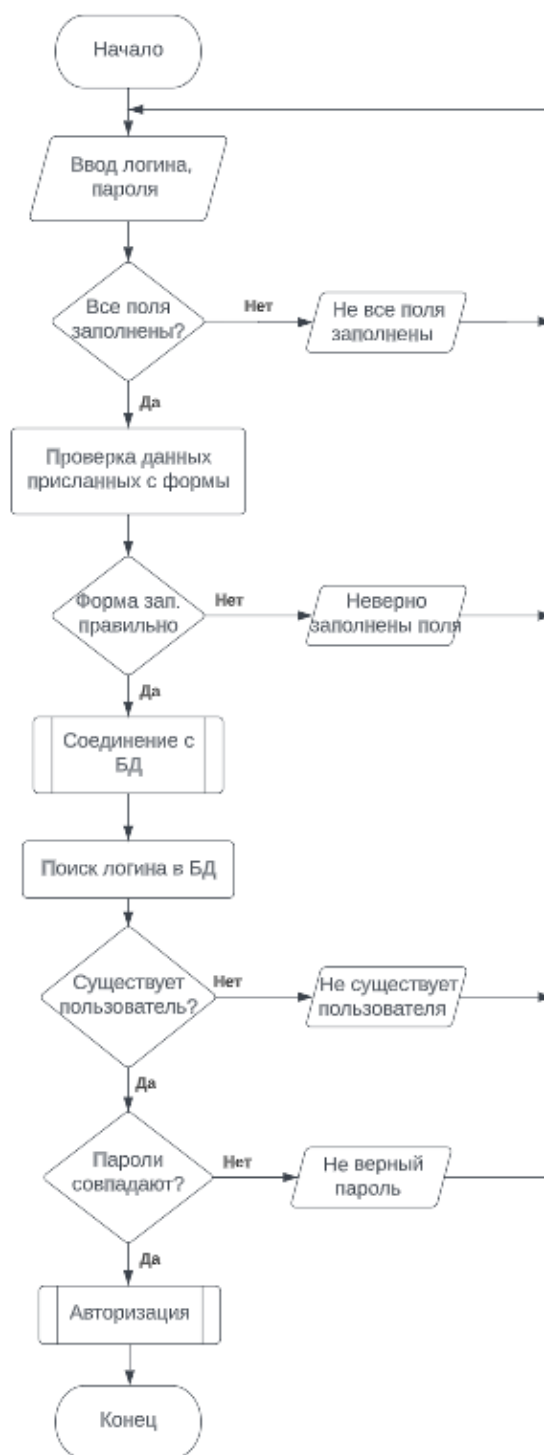 Начало
Ввод логина,
пароля
Все поля
заполнены?
Нет
Не все поля
заполнены
Да
Проверка данных
присланных с формы
Форма зап.
правильно
Нет
Неверно
заполнены поля
Да
Соединение с
БД
Поиск логина в БД
Существует
пользователь?
Нет
Не существует
пользователя
Да
Пароли
совпадают?
Нет
Не верный
пароль
Да
Авторизация
Конец